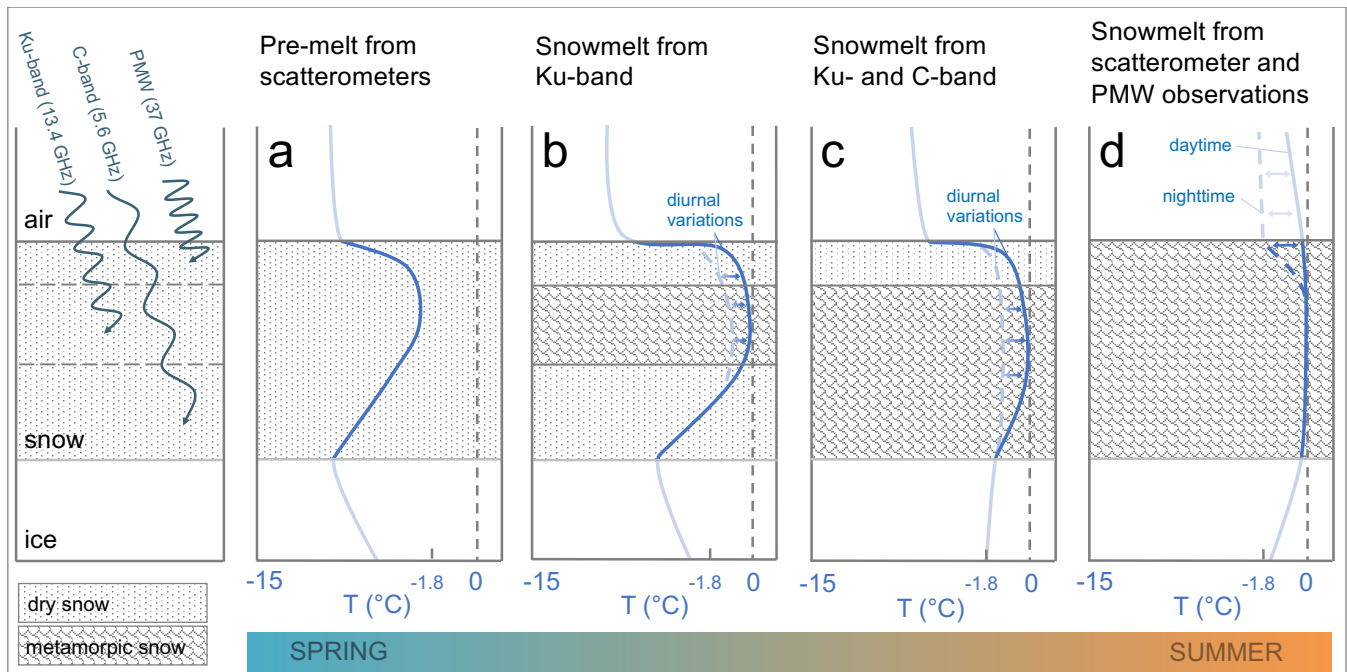 Ku-band (13.4 GHz)
C-band (5.6 GHz)
PMW (37 GHz)
air
snow
ice
dry snow
metamorpic snow
Pre-melt from
scatterometers
a
-15
-1.8
0
T (°C)
Snowmelt from
Ku-band
b
diurnal
variations
-15
-1.8
0
T (°C)
Snowmelt from
Ku- and C-band
c
diurnal
variations
-15
-1.8
0
T (°C)
Snowmelt from
scatterometer and
PMW observations
d
daytime
nighttime
-15
-1.8
0
T (°C)
SPRING
SUMMER